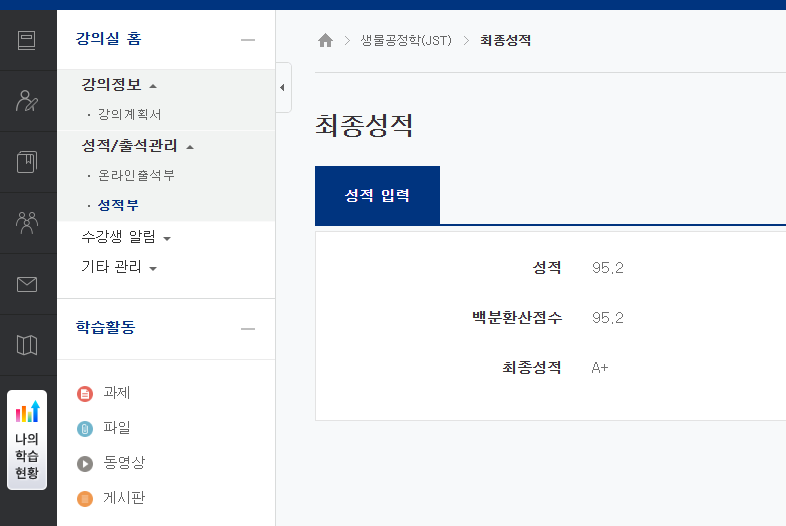 강의실 홈
강의정보
· 강의계획서
성적/출석관리
· 온라인출석부
· 성적부
수강생 알림
기타 관리
학습활동
과제
파일
동영상
게시판
나의
학습
현황
생물공정학(JST) > 최종성적
최종성적
성적 입력
성적 95.2
백분환산점수 95.2
최종성적 A+